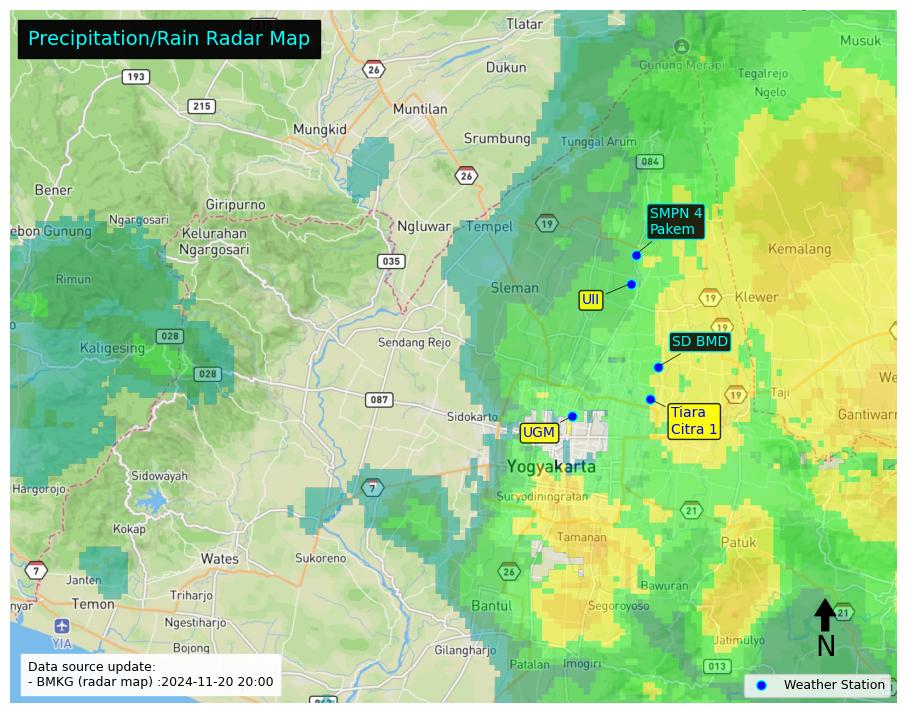 Precipitation/Rain Radar Map
Tlatar
Musuk
193
26
Dukun
Gunung Merapi
Tegalrejo
Ngelo
215
Muntilan
Mungkid
Srumbung
Tunggal Arum
084
26
Bener
Giripurno
Ngargosari
SMPN 4
Pakem
ebon Gunung
Kelurahan
Ngargosari
Ngluwar
Tempel
19
Kemalang
035
Rimun
Sleman
UII
19
Klewer
19
028
Kaligesing
Sendang Rejo
SD BMD
028
We
087
19
Taji
Sidokarto
Tiara
Citra 1
Gantiwarn
UGM
Yogyakarta
Sidowayah
Hargorojo
7
Suryodiningratan
21
Kokap
Tamanan
Patuk
Wates
Sukoreno
7
Janten
26
Bawuran
Temon
Triharjo
Bantul
Segoroyoso
nyar
YIA
Ngestiharjo
21
Bojong
Gilangharjo
Jatimulyo
N
Patalan
Imogiri
013
Data source update:
- BMKG (radar map) :2024-11-20 20:00
Weather Station